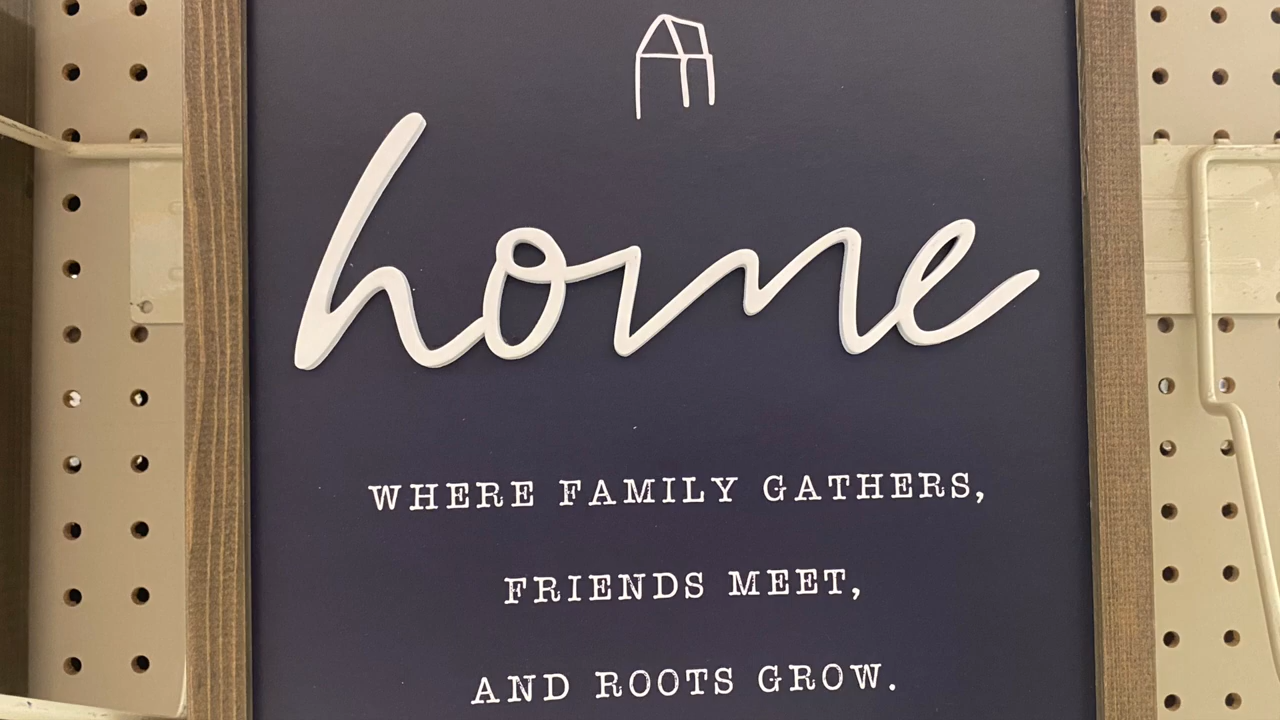 home
WHERE FAMILY GATHERS,
FRIENDS MEET,
AND ROOTS GROW.